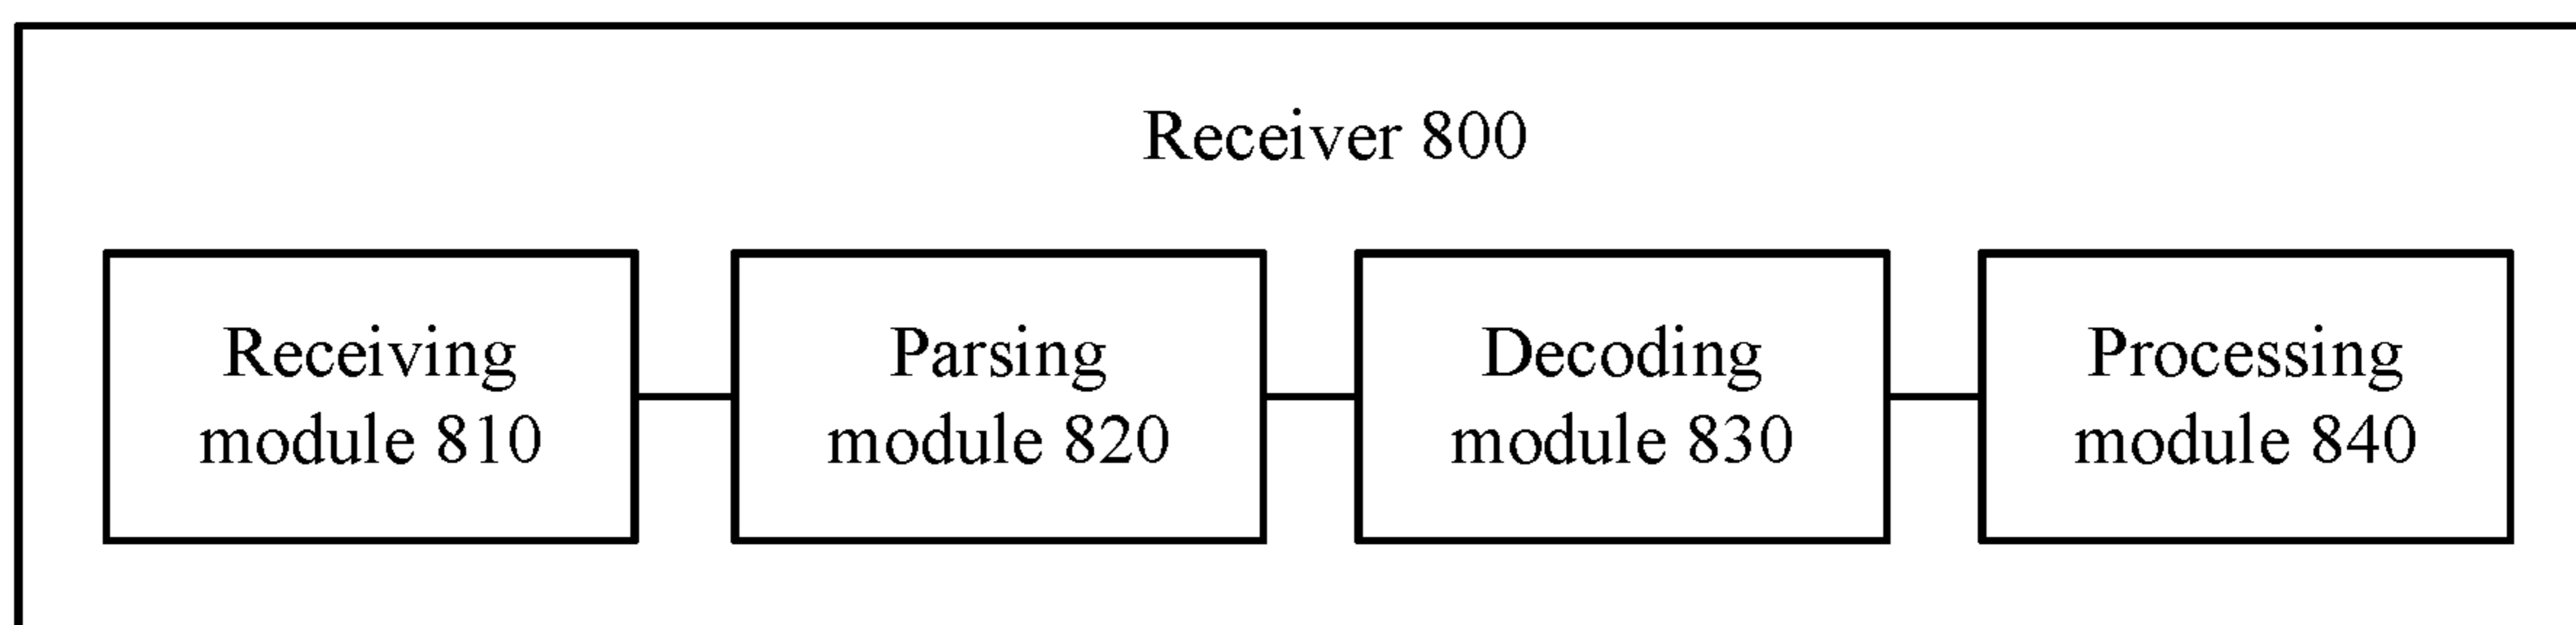 Receiver 800
Receiving
module 810
Parsing
module 820
Decoding
module 830
Processing
module 840